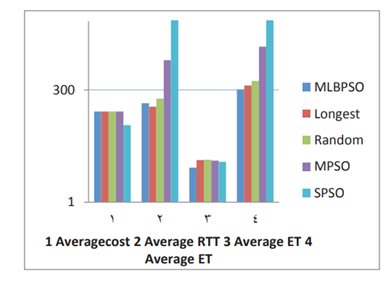 300
1
MLBPSO
Longest
Random
MPSO
SPSO
١ ٢ ٣ ٤
1 Averagecost 2 Average RTT 3 Average ET 4
Average ET